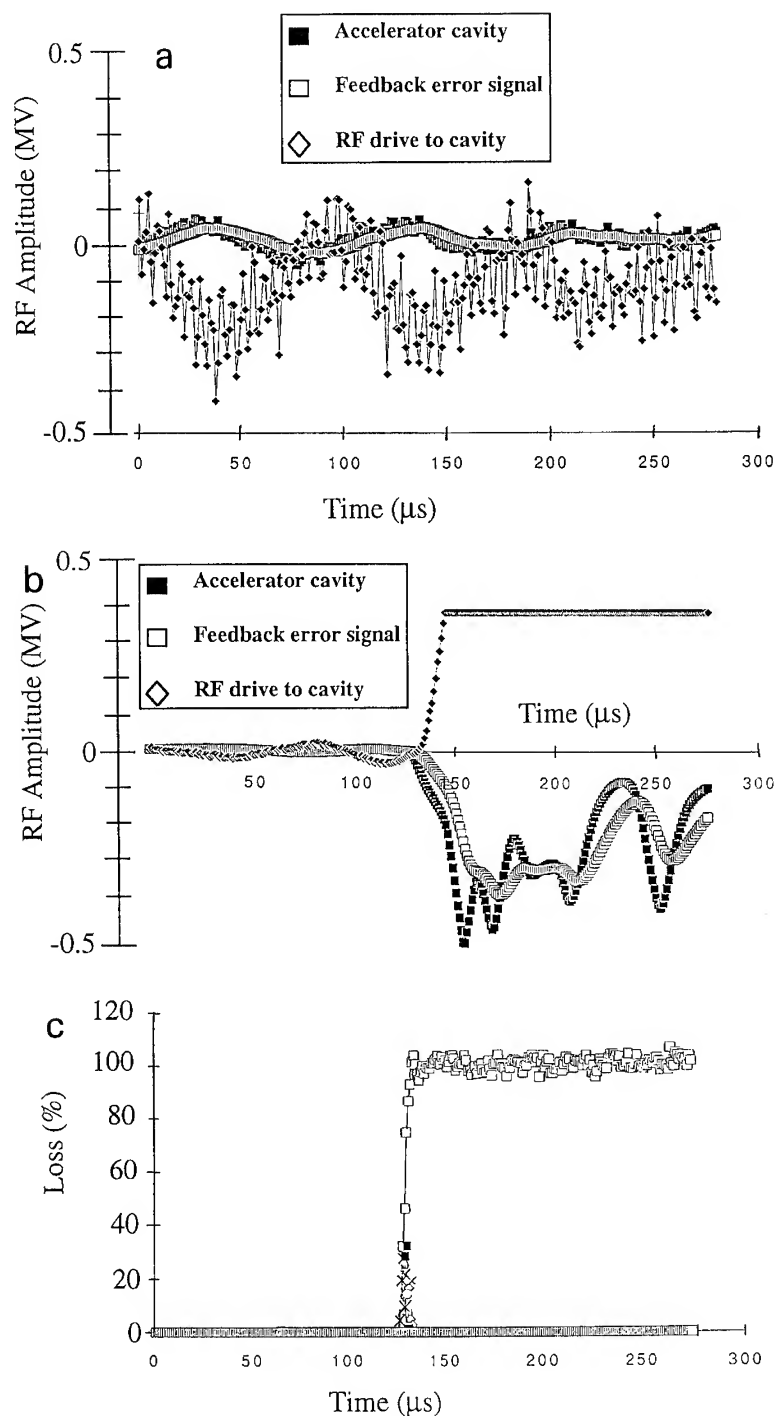 a
Accelerator cavity
Feedback error signal
RF drive to cavity
0.5
0
-0.5
RF Amplitude (MV)
0 50 100 150 200 250 300
Time (µs)
b
Accelerator cavity
Feedback error signal
RF drive to cavity
0.5
0
-0.5
RF Amplitude (MV)
Time (µs)
50 100 150 200 250 300
c
120
100
80
60
40
20
0
Loss (%)
0 50 100 150 200 250 300
Time (µs)